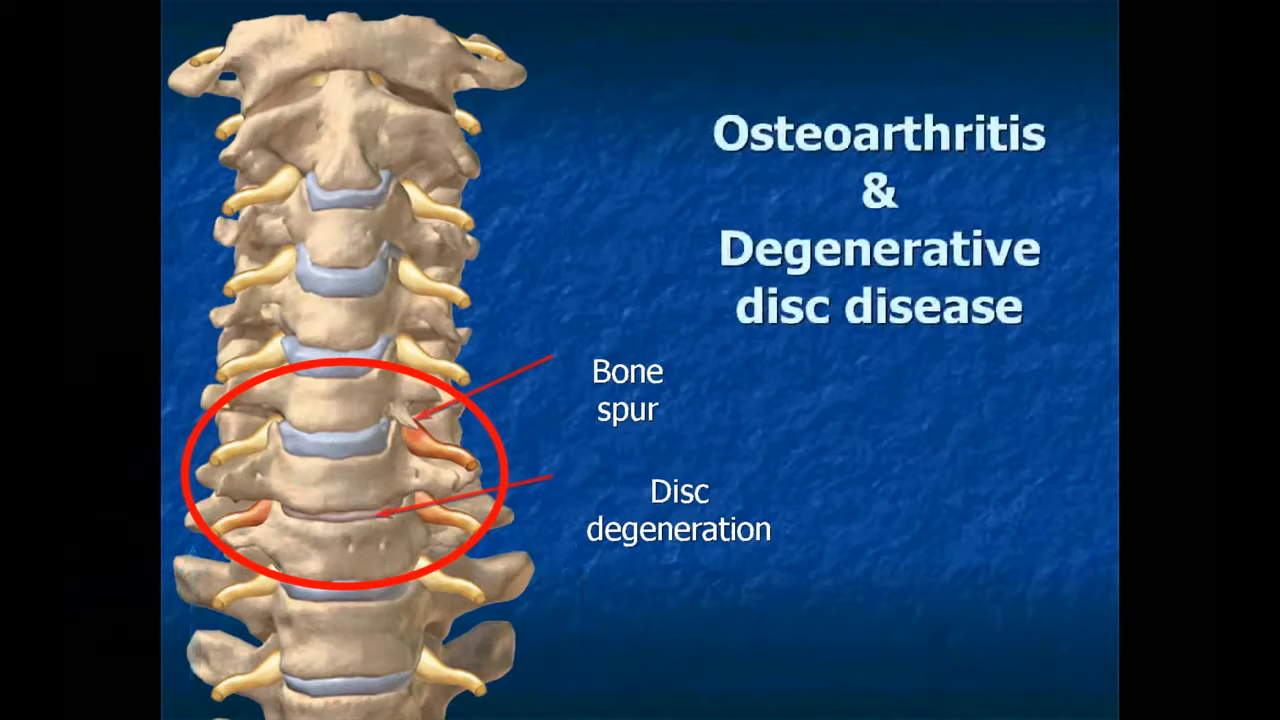 Osteoarthritis
&
Degenerative
disc disease
Bone
spur
Disc
degeneration